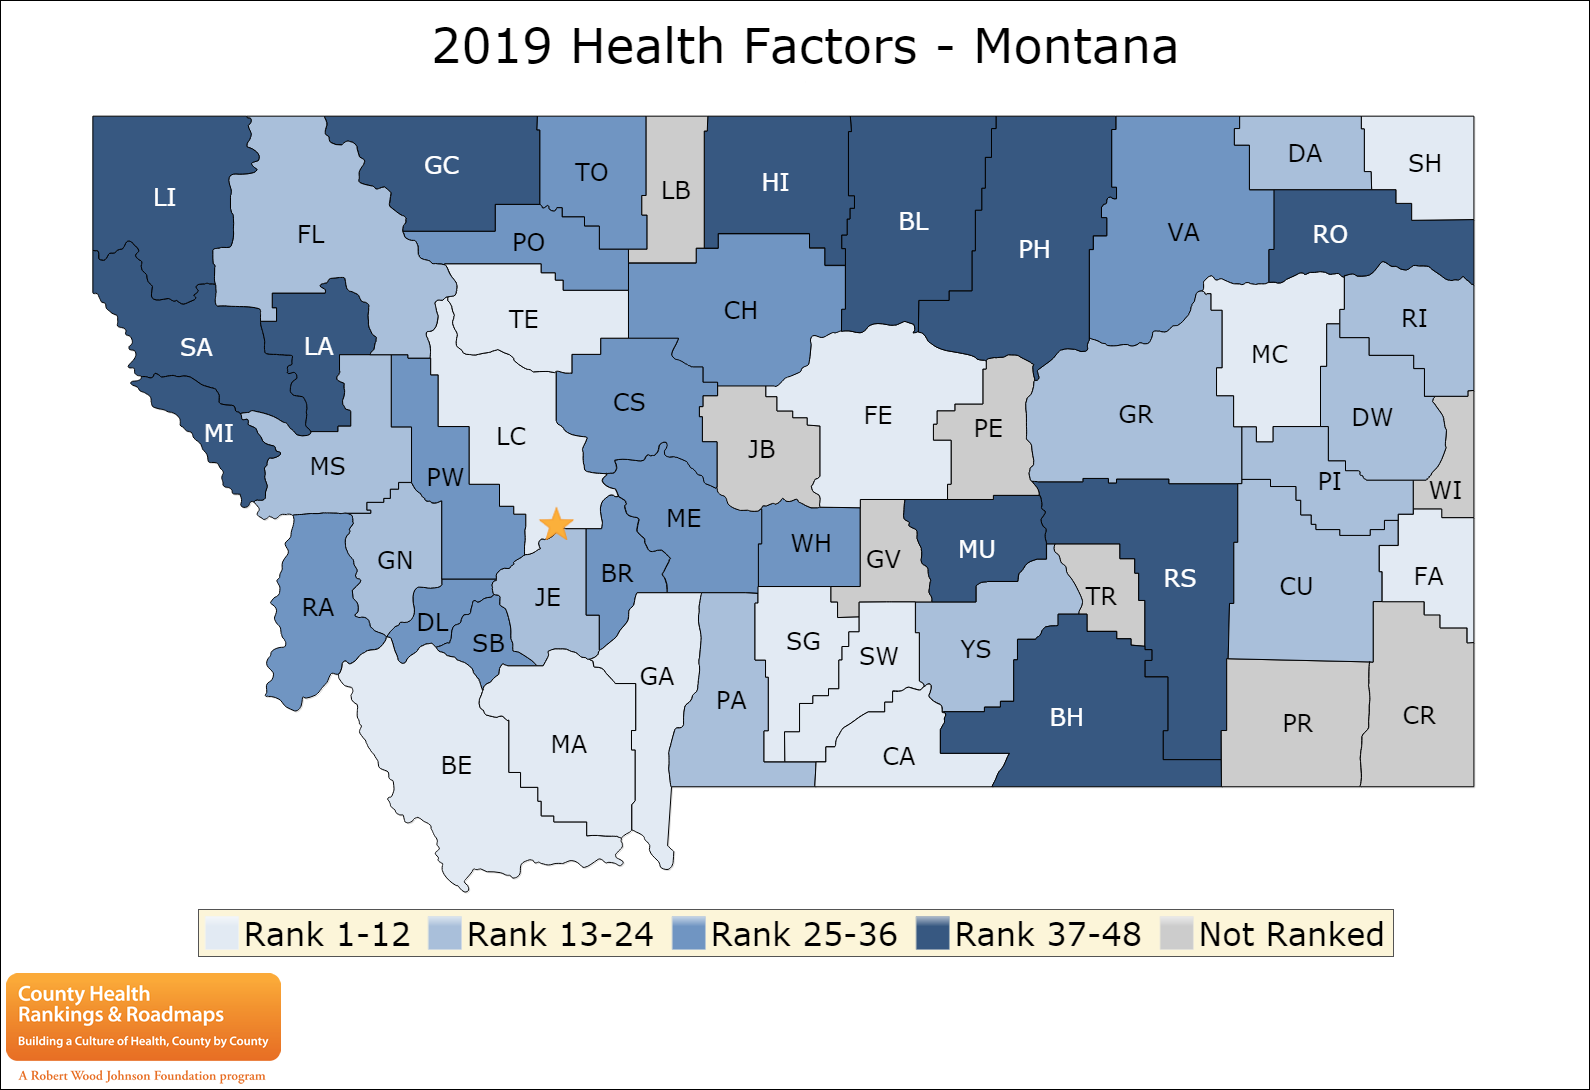 2019 Health Factors - Montana
LI
GC
TO
LB
HI
BL
PH
VA
DA
SH
FL
PO
RO
TE
CH
RI
SA
LA
MC
CS
FE
GR
DW
MI
LC
JB
PE
MS
PW
PI
WI
ME
GN
WH
GV
MU
RS
FA
BR
CU
RA
JE
TR
DL
SB
SG
SW
YS
GA
PA
BH
PR
CR
MA
BE
CA
Rank 1-12 Rank 13-24 Rank 25-36 Rank 37-48 Not Ranked
County Health
Rankings & Roadmaps
Building a Culture of Health, County by County
A Robert Wood Johnson Foundation program